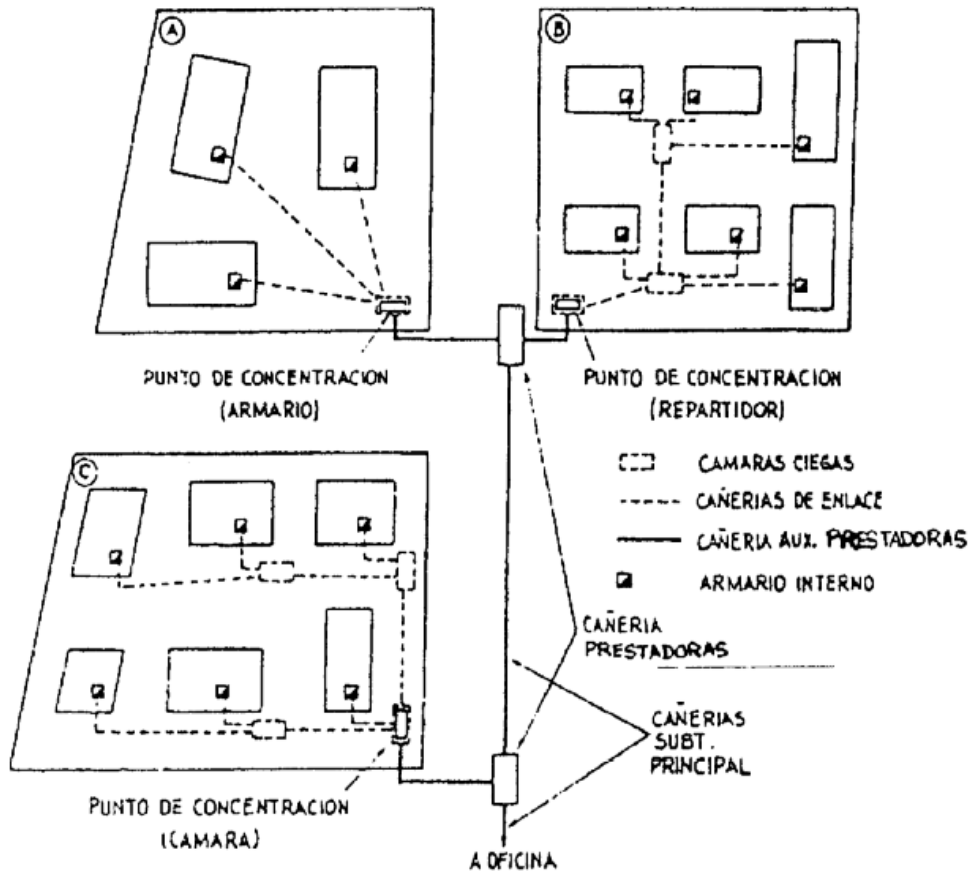 A
B
PUNTO DE CONCENTRACION
(ARMARIO)
PUNTO DE CONCENTRACION
(REPARTIDOR)
CAMARAS CIEGAS
CAÑERIAS DE ENLACE
CAÑERIA AUX. PRESTADORAS
ARMARIO INTERNO
C
CAÑERIA
PRESTADORAS
CAÑERIAS
SUBT.
PRINCIPAL
PUNTO DE CONCENTRACION
(CAMARA)
A OFICINA